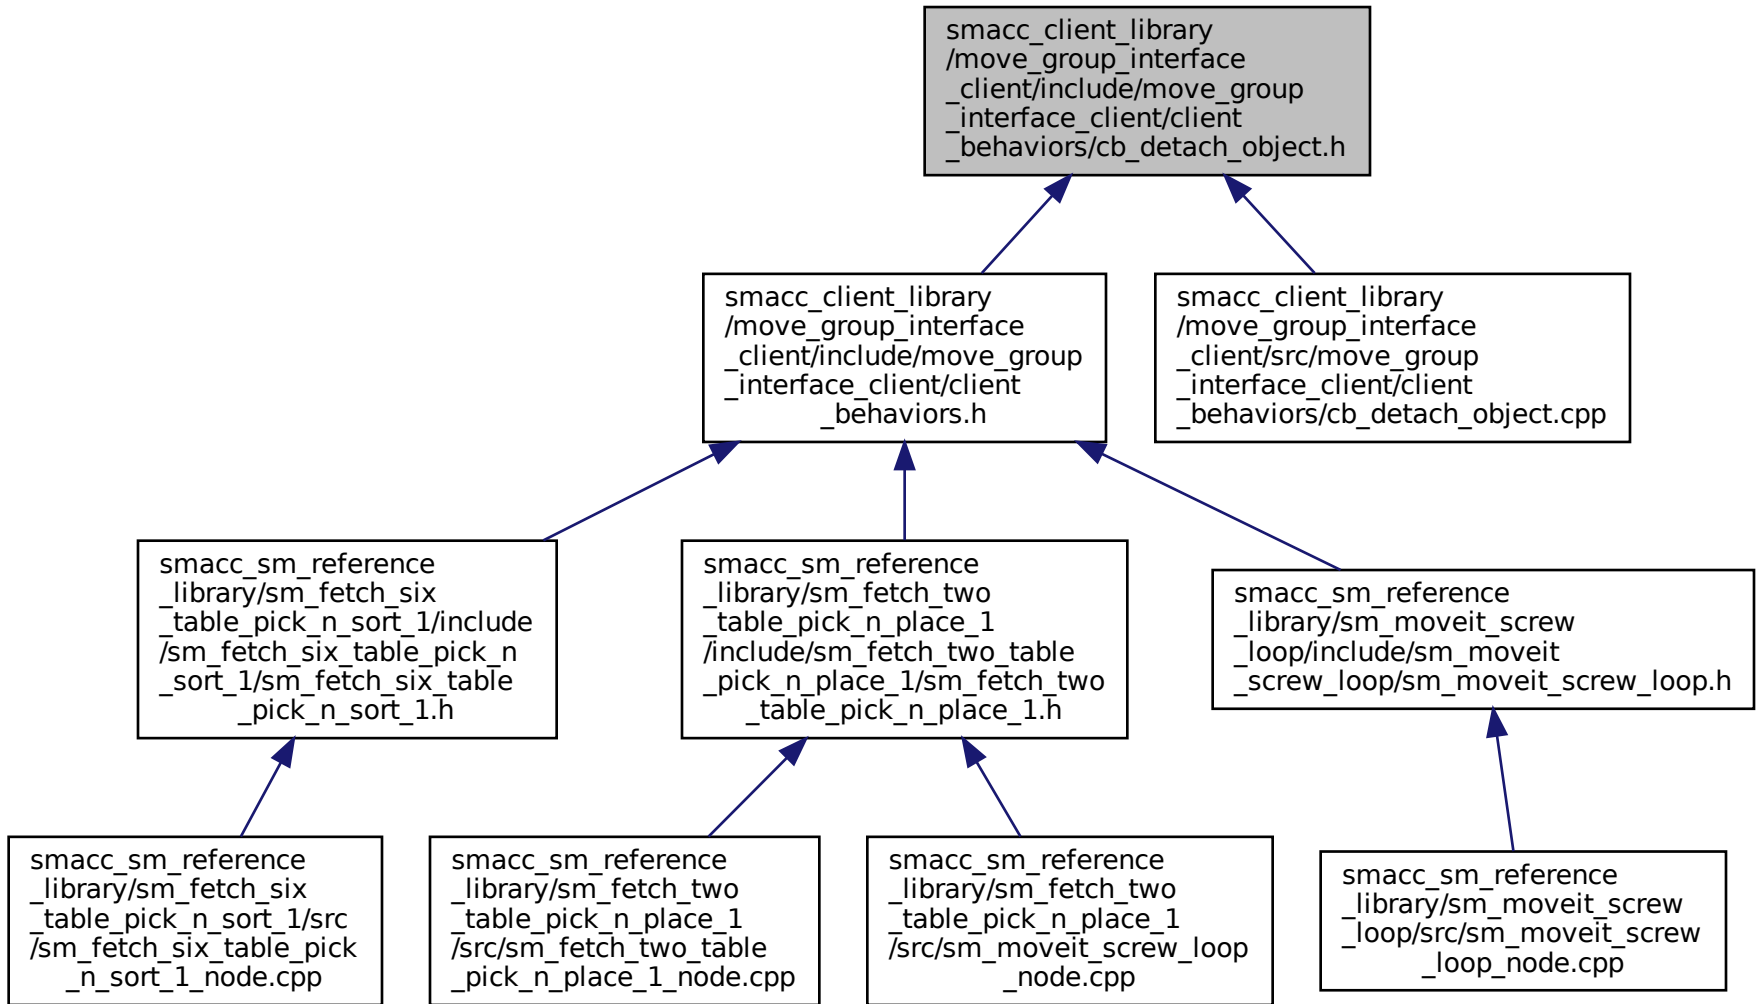 smacc_client_library
/move_group_interface
_client/include/move_group
_interface_client/client
_behaviors/cb_detach_object.h
smacc_client_library
/move_group_interface
_client/include/move_group
_interface_client/client
_behaviors.h
smacc_client_library
/move_group_interface
_client/src/move_group
_interface_client/client
_behaviors/cb_detach_object.cpp
smacc_sm_reference
_library/sm_fetch_six
_table_pick_n_sort_1/include
/sm_fetch_six_table_pick_n
_sort_1/sm_fetch_six_table
_pick_n_sort_1.h
smacc_sm_reference
_library/sm_fetch_two
_table_pick_n_place_1
/include/sm_fetch_two_table
_pick_n_place_1/sm_fetch_two
_table_pick_n_place_1.h
smacc_sm_reference
_library/sm_moveit_screw
_loop/include/sm_moveit
_screw_loop/sm_moveit_screw_loop.h
smacc_sm_reference
_library/sm_fetch_six
_table_pick_n_sort_1/src
/sm_fetch_six_table_pick
_n_sort_1_node.cpp
smacc_sm_reference
_library/sm_fetch_two
_table_pick_n_place_1
/src/sm_fetch_two_table
_pick_n_place_1_node.cpp
smacc_sm_reference
_library/sm_fetch_two
_table_pick_n_place_1
/src/sm_moveit_screw_loop
_node.cpp
smacc_sm_reference
_library/sm_moveit_screw
_loop/src/sm_moveit_screw
_loop_node.cpp